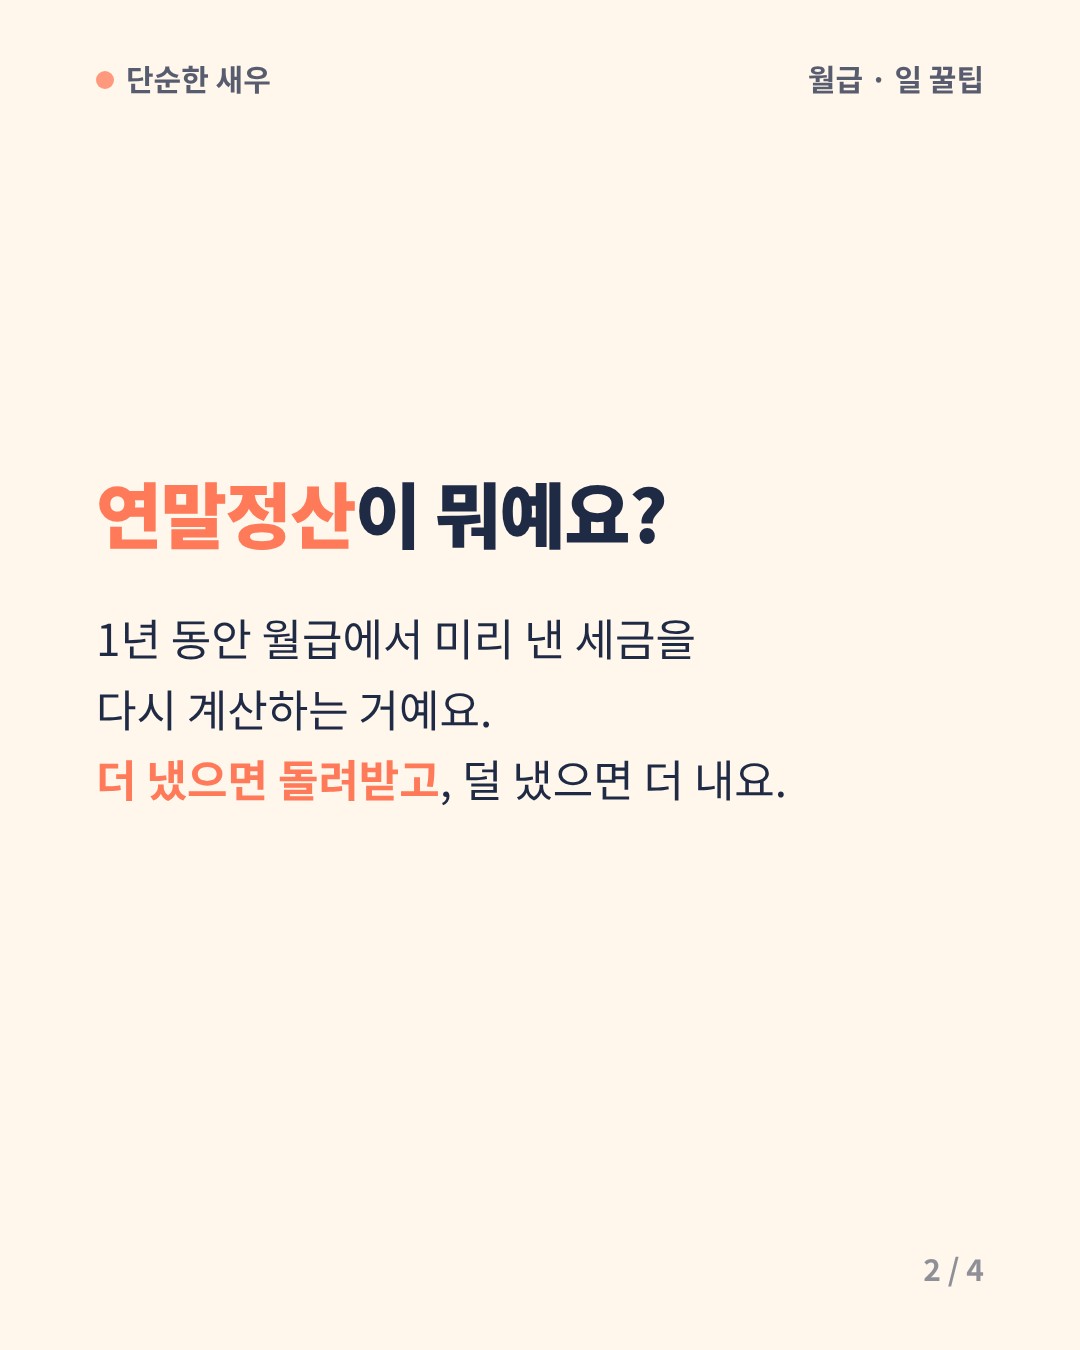 단순한 새우
월급 · 일 꿀팁
연말정산이 뭐예요?
1년 동안 월급에서 미리 낸 세금을
다시 계산하는 거예요.
더 냈으면 돌려받고, 덜 냈으면 더 내요.
2 / 4